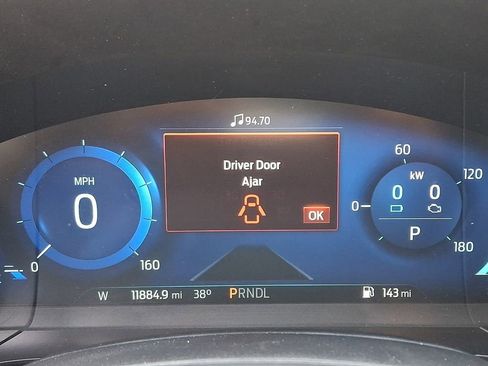 ♫ 94.70
Driver Door
Ajar
OK
MPH
0
0
160
kW
0 0
0
60
120
180
P
W 11884.9 mi 38° PRNDL 143 mi